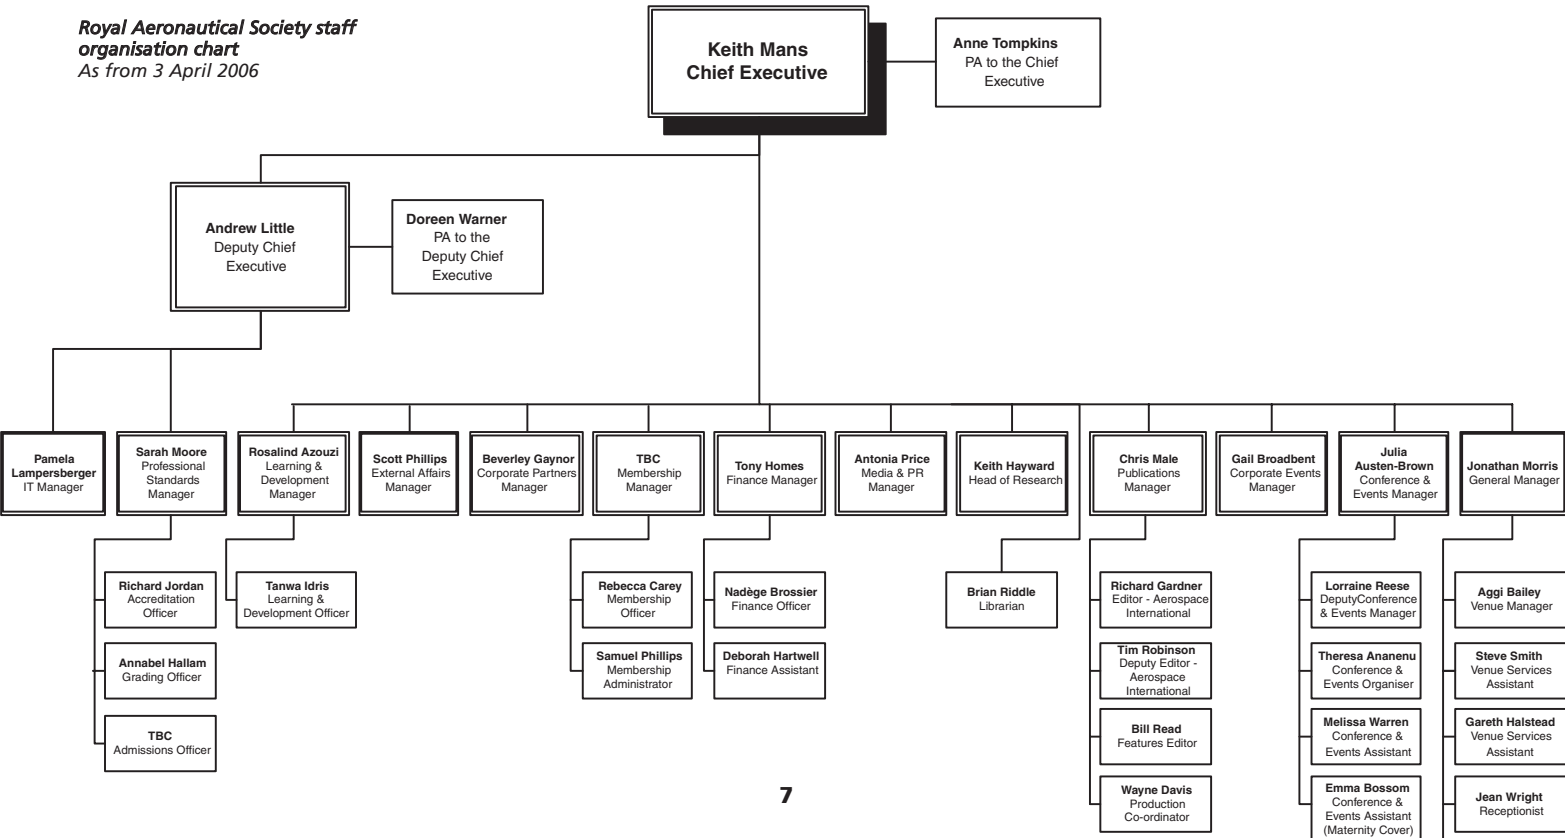 Royal Aeronautical Society staff
organisation chart
As from 3 April 2006
Keith Mans
Chief Executive
Anne Tompkins
PA to the Chief
Executive
Andrew Little
Deputy Chief
Executive
Doreen Warner
PA to the
Deputy Chief
Executive
Pamela
Lampersberger
IT Manager
Sarah Moore
Professional
Standards
Manager
Rosalind Azouzi
Learning &
Development
Manager
Scott Phillips
External Affairs
Manager
Beverley Gaynor
Corporate Partners
Manager
TBC
Membership
Manager
Tony Homes
Finance Manager
Antonia Price
Media & PR
Manager
Keith Hayward
Head of Research
Chris Male
Publications
Manager
Gail Broadbent
Corporate Events
Manager
Julia
Austen-Brown
Conference &
Events Manager
Jonathan Morris
General Manager
Richard Jordan
Accreditation
Officer
Annabel Hallam
Grading Officer
TBC
Admissions Officer
Tanwa Idris
Learning &
Development Officer
Rebecca Carey
Membership
Officer
Samuel Phillips
Membership
Administrator
Nadège Brossier
Finance Officer
Deborah Hartwell
Finance Assistant
Brian Riddle
Librarian
Richard Gardner
Editor - Aerospace
International
Tim Robinson
Deputy Editor -
Aerospace
International
Bill Read
Features Editor
Wayne Davis
Production
Co-ordinator
Lorraine Reese
DeputyConference
& Events Manager
Theresa Ananenu
Conference &
Events Organiser
Melissa Warren
Conference &
Events Assistant
Emma Bossom
Conference &
Events Assistant
(Maternity Cover)
Aggi Bailey
Venue Manager
Steve Smith
Venue Services
Assistant
Gareth Halstead
Venue Services
Assistant
Jean Wright
Receptionist
7